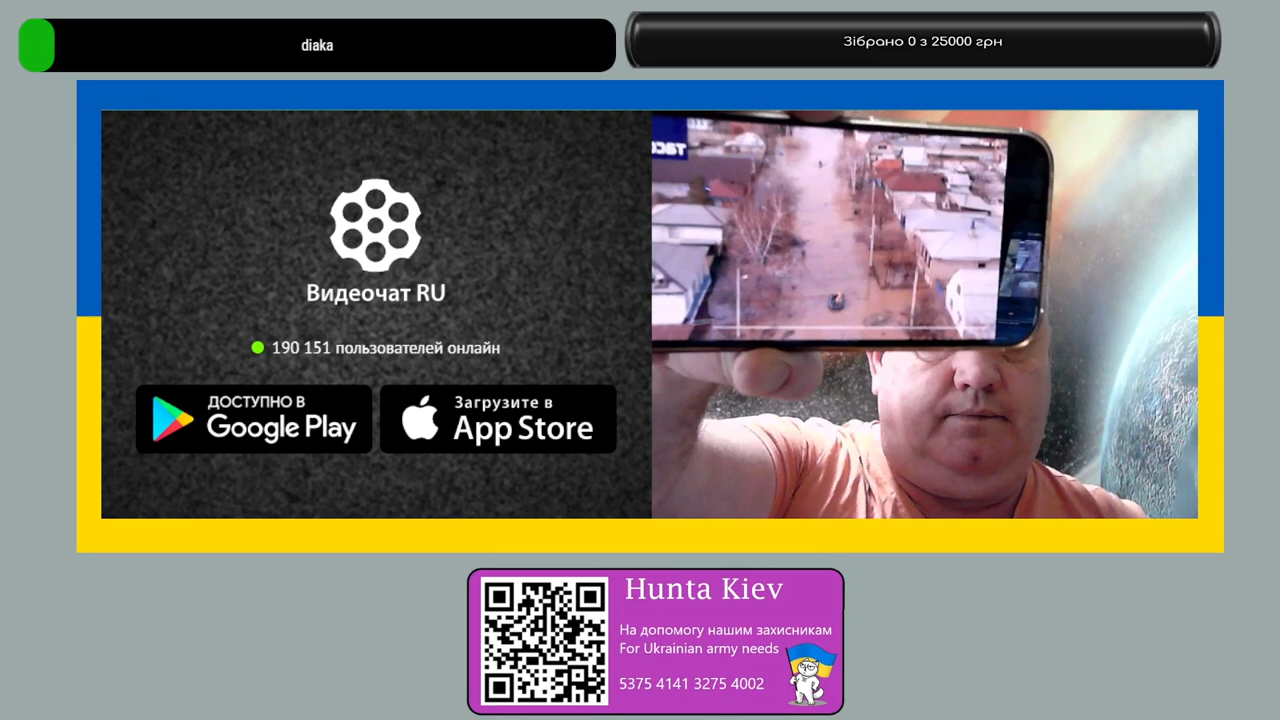 diaka
Зібрано 0 з 25000 грн
Видеочат RU
190 151 пользователей онлайн
ДОСТУПНО В
Google Play
Загрузите в
App Store
Hunta Kiev
На допомогу нашим захисникам
For Ukrainian army needs
5375 4141 3275 4002